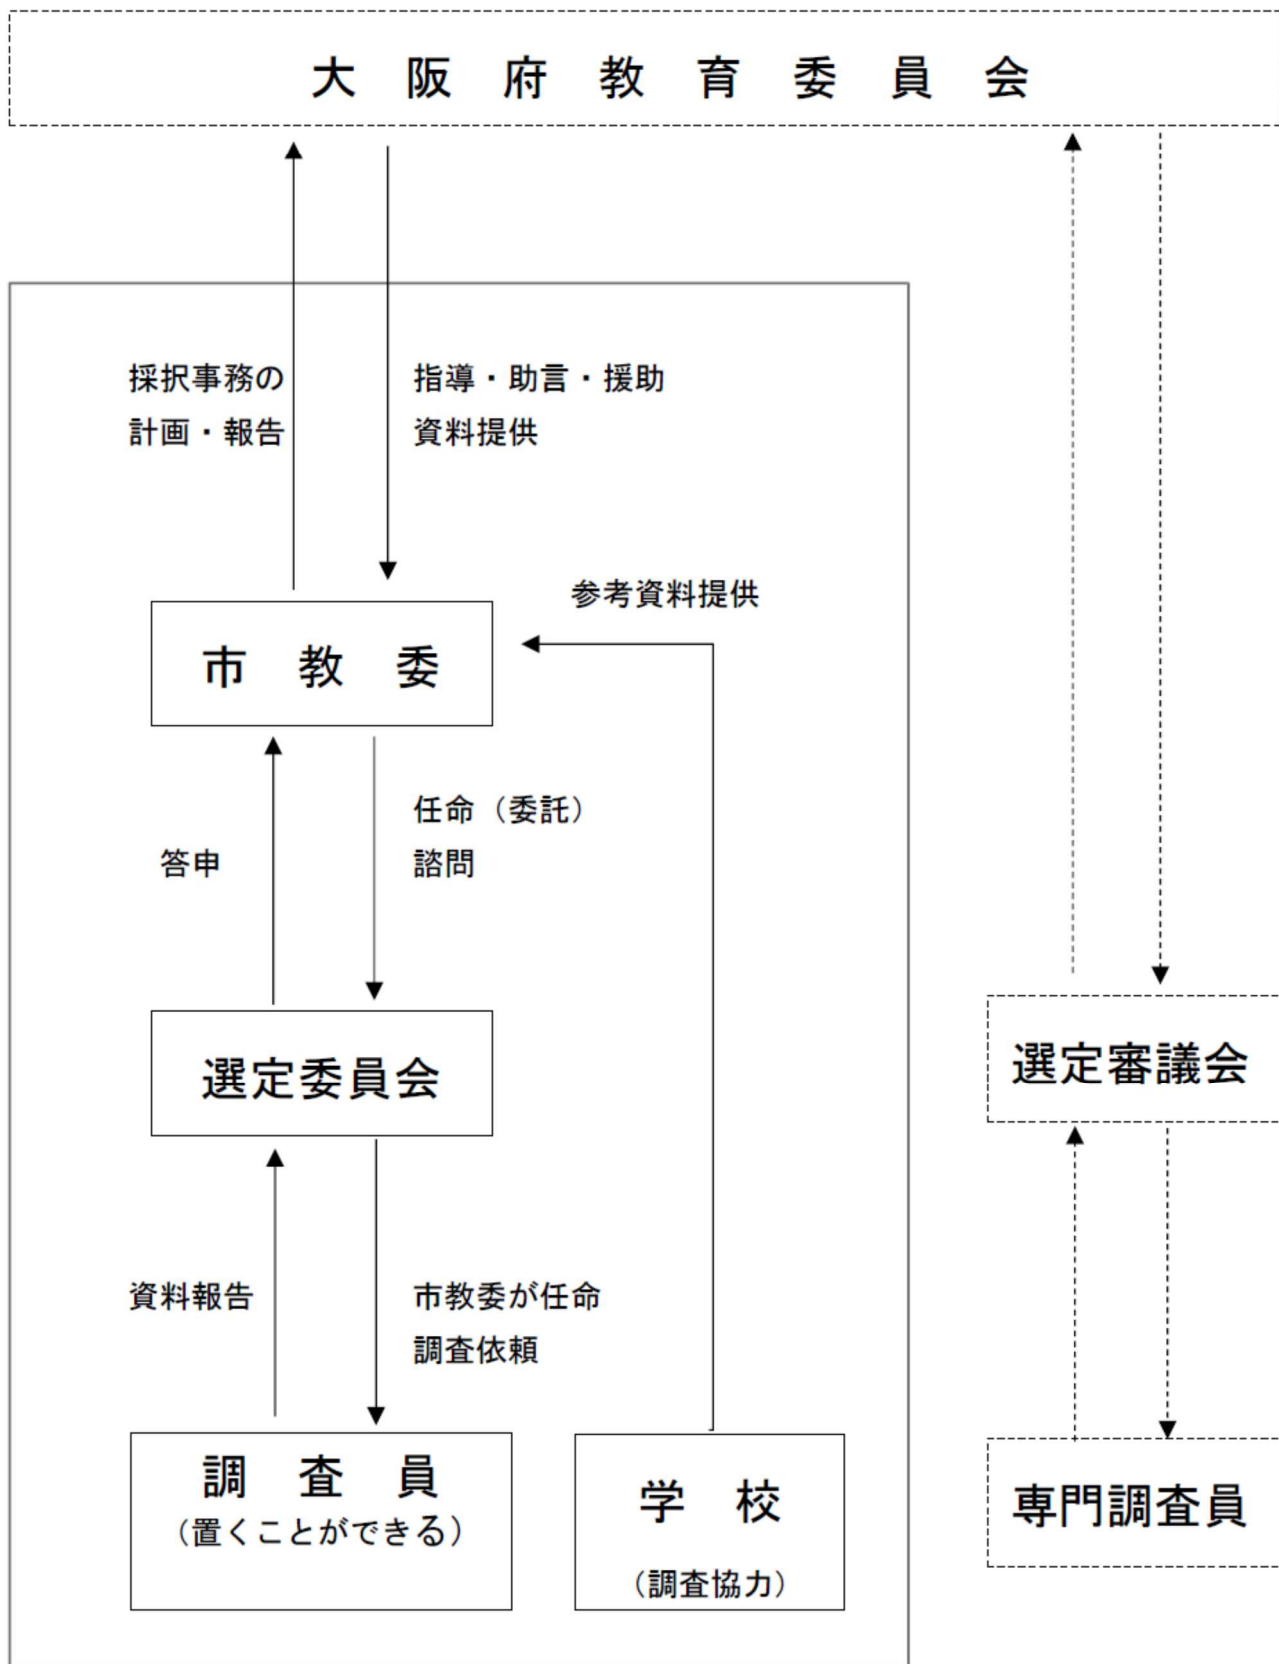 大阪府教育委員会
採択事務の
計画・報告
指導・助言・援助
資料提供
参考資料提供
市教委
答申
任命（委託）
諮問
選定委員会
選定審議会
資料報告
市教委が任命
調査依頼
調査員
（置くことができる）
学校
（調査協力）
専門調査員